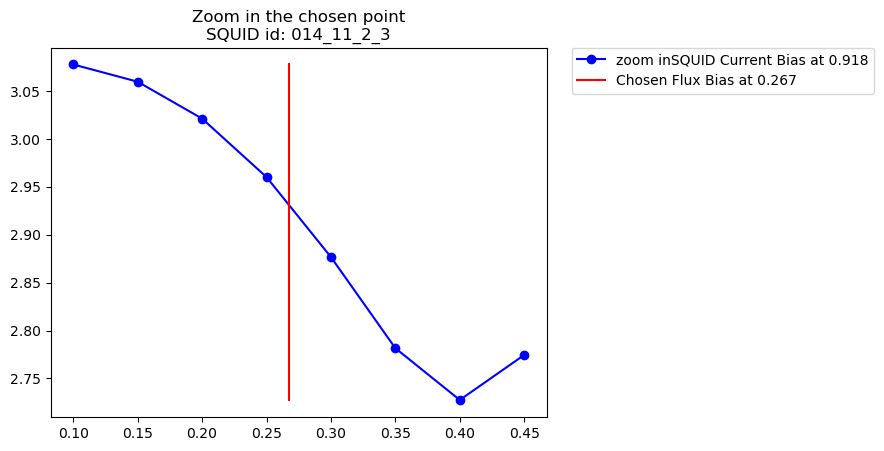 Zoom in the chosen point
SQUID id: 014_11_2_3
zoom inSQUID Current Bias at 0.918
Chosen Flux Bias at 0.267
3.05
3.00
2.95
2.90
2.85
2.80
2.75
0.10 0.15 0.20 0.25 0.30 0.35 0.40 0.45